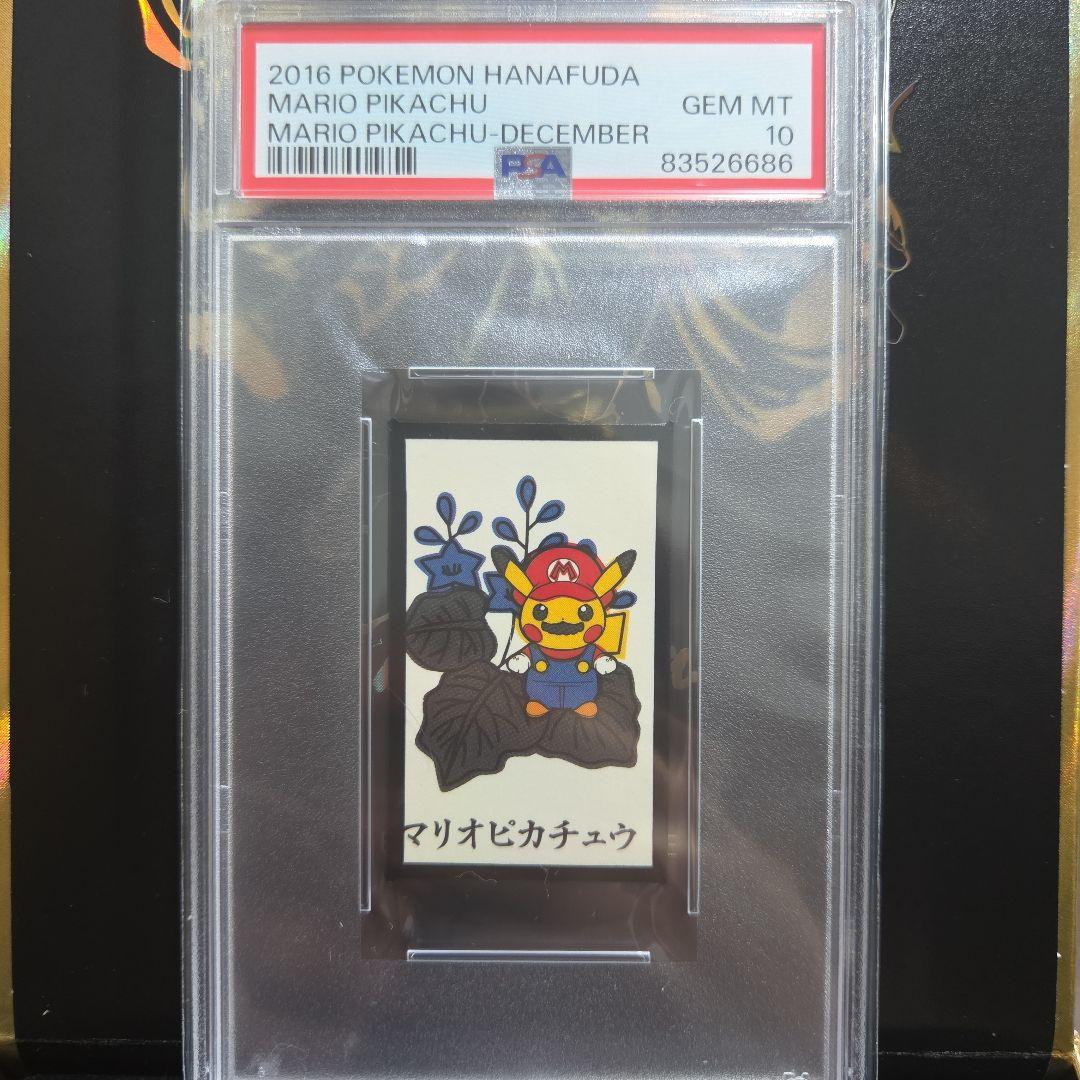 2016 POKEMON HANAFUDA
MARIO PIKACHU GEM MT
MARIO PIKACHU-DECEMBER 10
PSA 83526686
M
マリオピカチュウ